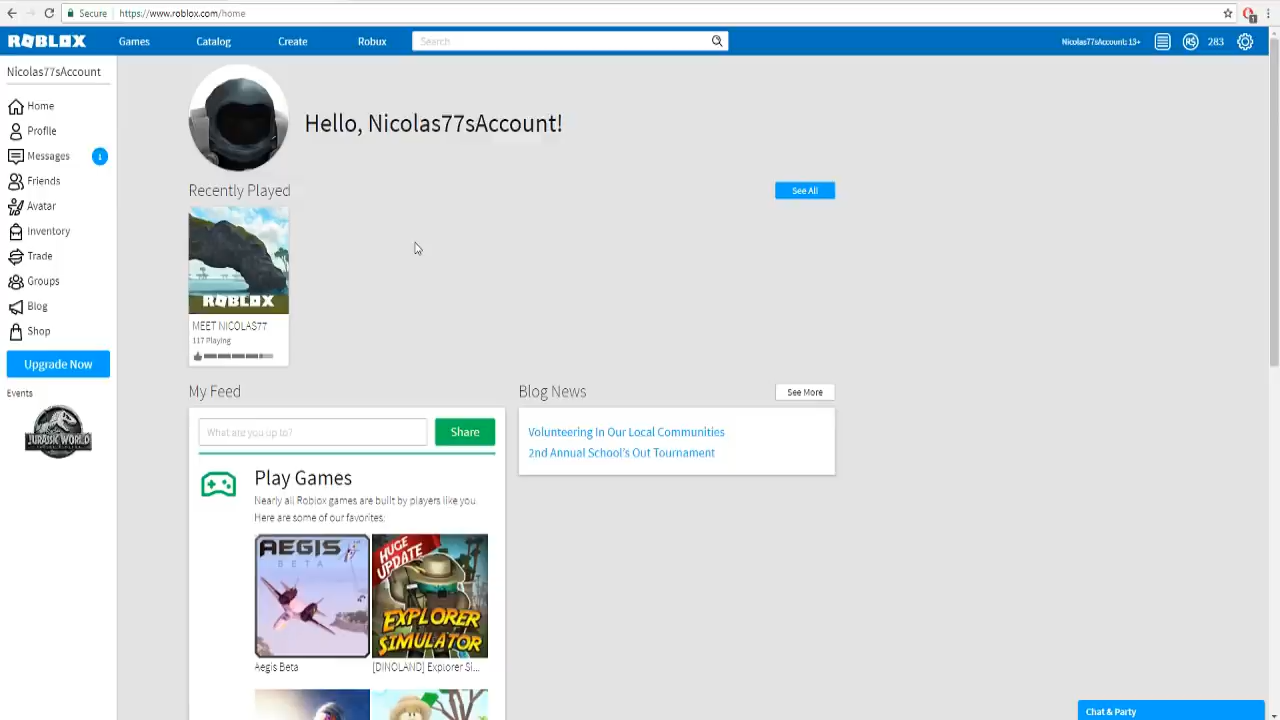 Secure https://www.roblox.com/home
ROBLOX Games Catalog Create Robux Search Nicolas77sAccount: 13+ R$ 283
Nicolas77sAccount
Home
Profile
Messages 1
Friends
Avatar
Inventory
Trade
Groups
Blog
Shop
Upgrade Now
Events
JURASSIC WORLD
Hello, Nicolas77sAccount!
Recently Played See All
ROBLOX
MEET NICOLAS77
117 Playing
My Feed
What are you up to? Share
Play Games
Nearly all Roblox games are built by players like you.
Here are some of our favorites:
AEGIS
BETA
HUGE
UPDATE
EXPLORER
SIMULATOR
Aegis Beta
[DINOLAND] Explorer Si...
Blog News See More
Volunteering In Our Local Communities
2nd Annual School's Out Tournament
Chat & Party